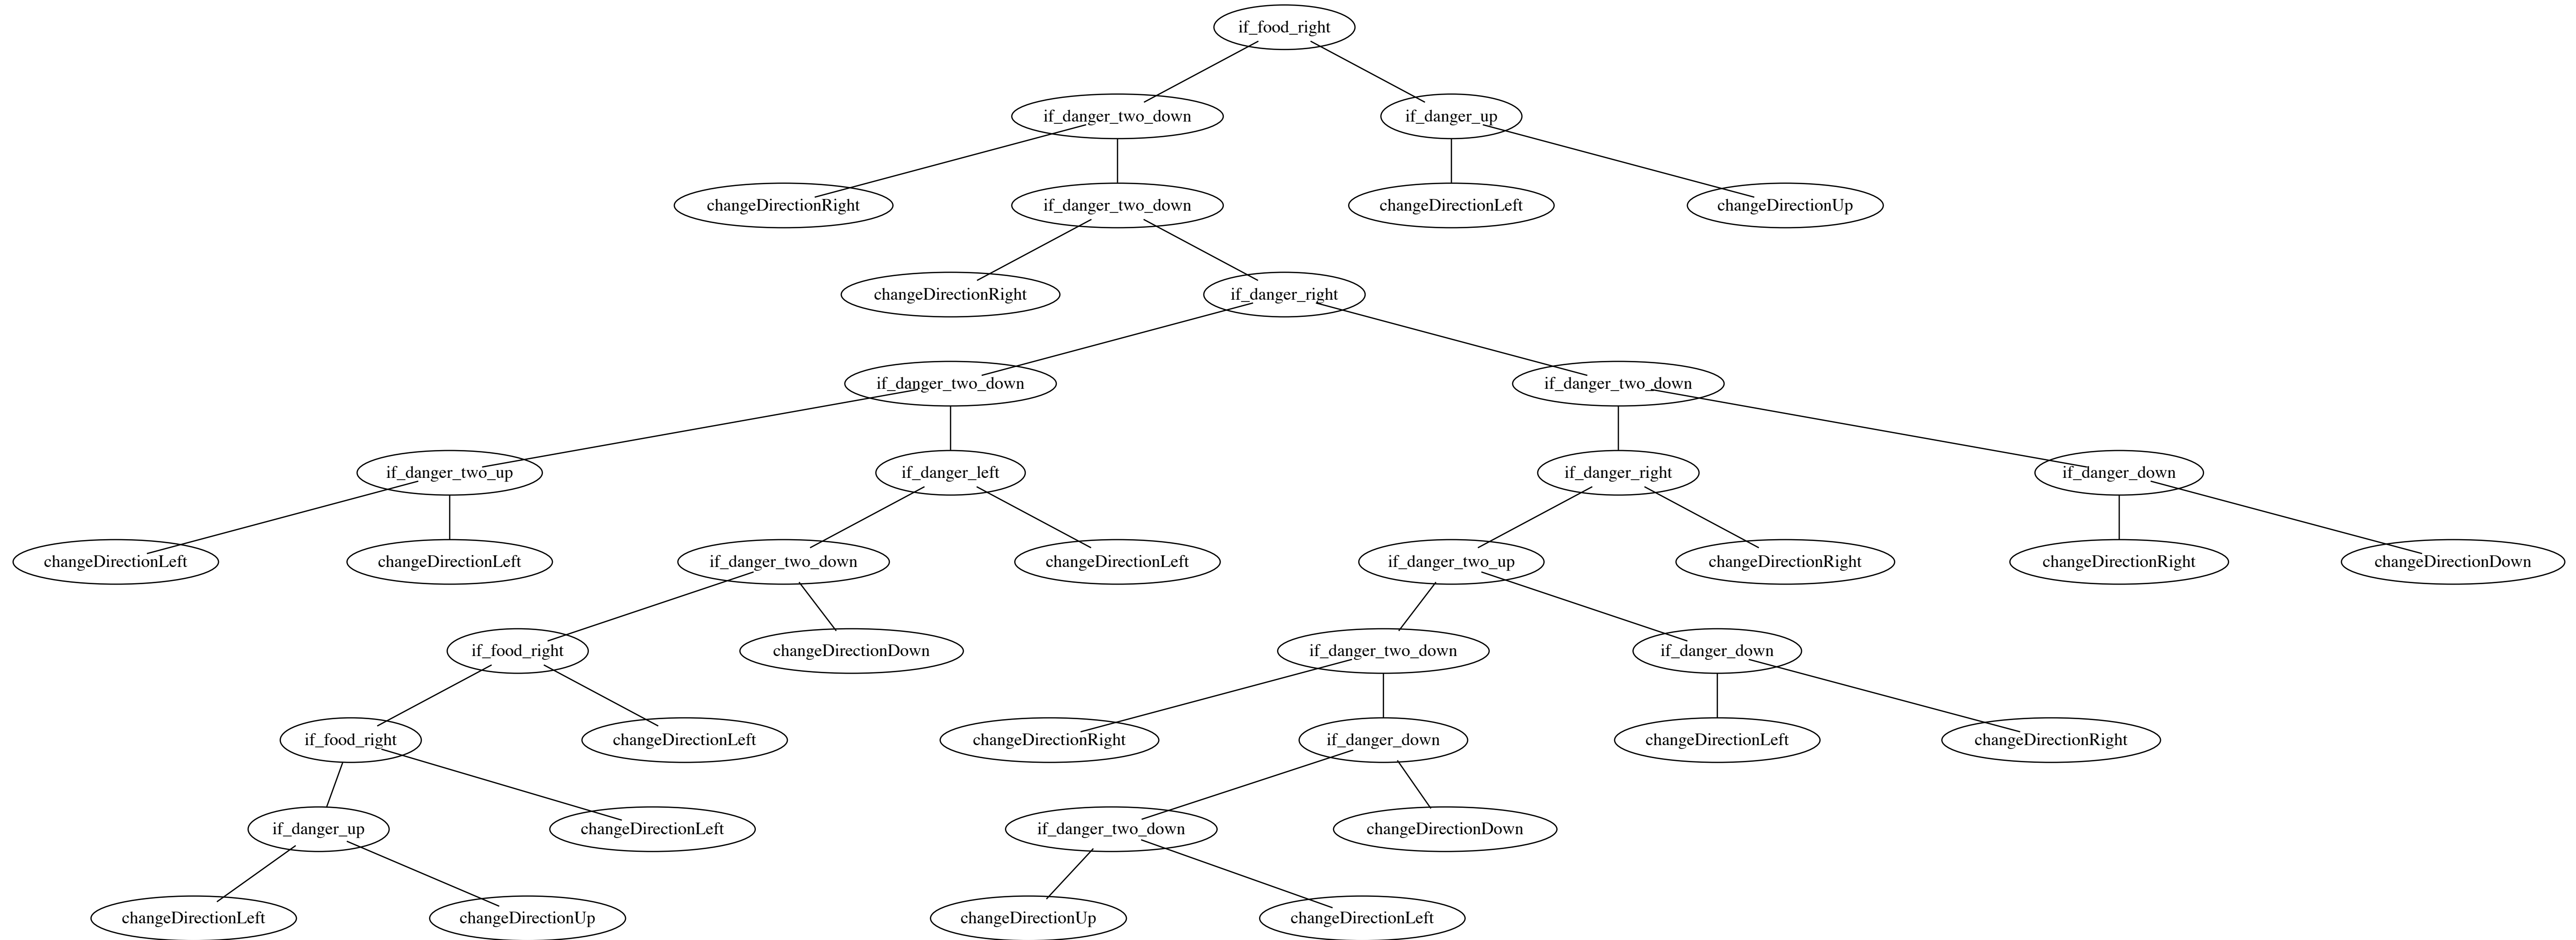 if_food_right
if_danger_two_down
if_danger_up
changeDirectionRight
if_danger_two_down
changeDirectionLeft
changeDirectionUp
changeDirectionRight
if_danger_right
if_danger_two_down
if_danger_two_down
if_danger_two_up
if_danger_left
if_danger_right
if_danger_down
changeDirectionLeft
changeDirectionLeft
if_danger_two_down
changeDirectionLeft
if_danger_two_up
changeDirectionRight
changeDirectionRight
changeDirectionDown
if_food_right
changeDirectionDown
if_danger_two_down
if_danger_down
if_food_right
changeDirectionLeft
changeDirectionRight
if_danger_down
changeDirectionLeft
changeDirectionRight
if_danger_up
changeDirectionLeft
if_danger_two_down
changeDirectionDown
changeDirectionLeft
changeDirectionUp
changeDirectionUp
changeDirectionLeft